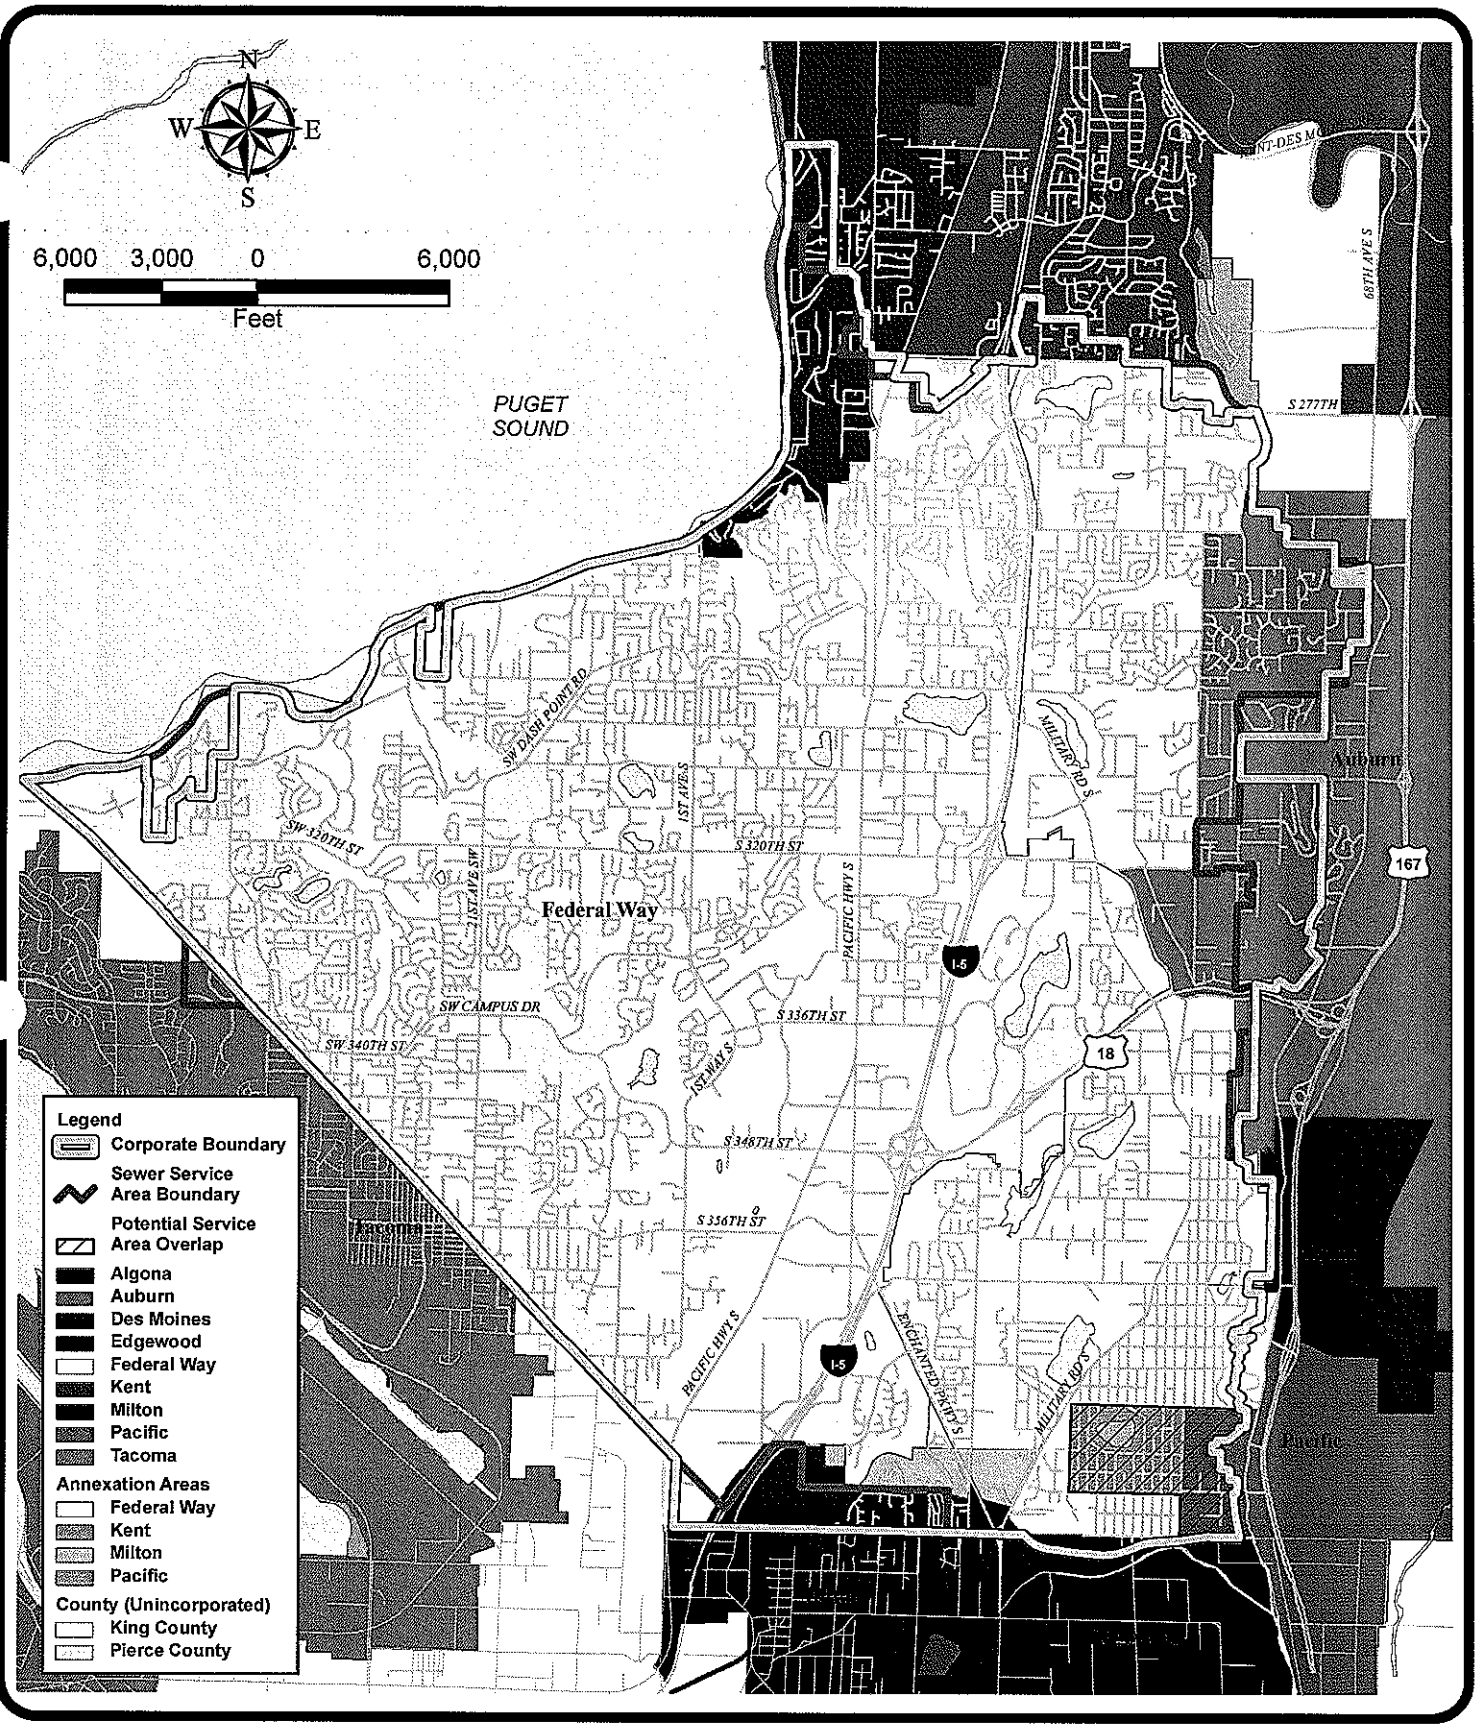 N
W E
S
6,000 3,000 0 6,000
Feet
PUGET
SOUND
68TH AVE S
S 277TH
SW DASH POINT RD
MILITARY RD S
Auburn
1ST AVE S
SW 320TH ST
S 320TH ST
167
21ST AVE SW
PACIFIC HWY S
Federal Way
I-5
SW CAMPUS DR
S 336TH ST
SW 340TH ST
18
1ST WAY S
S 348TH ST
Tacoma
S 356TH ST
PACIFIC HWY S
I-5
ENCHANTED PKWY S
MILITARY RD S
Pacific
Legend
Corporate Boundary
Sewer Service
Area Boundary
Potential Service
Area Overlap
Algona
Auburn
Des Moines
Edgewood
Federal Way
Kent
Milton
Pacific
Tacoma
Annexation Areas
Federal Way
Kent
Milton
Pacific
County (Unincorporated)
King County
Pierce County